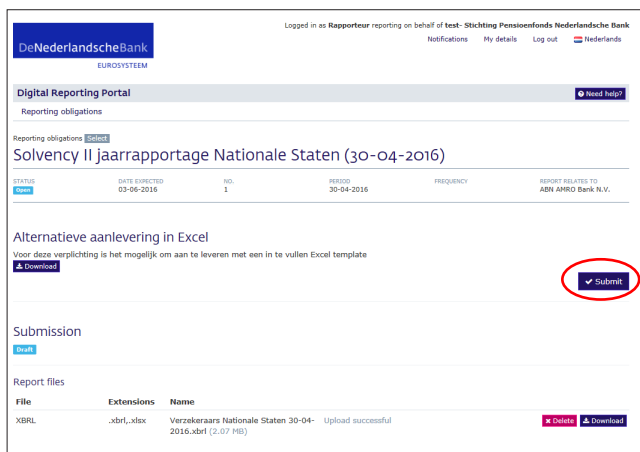 Logged in as Rapporteur reporting on behalf of test- Stichting Pensioenfonds Nederlandsche Bank
Notifications My details Log out Nederlands
DeNederlandscheBank
EUROSYSTEEM
Digital Reporting Portal
Need help?
Reporting obligations
Reporting obligations Select
Solvency II jaarrapportage Nationale Staten (30-04-2016)
STATUS DATE EXPECTED NO. PERIOD FREQUENCY REPORT RELATES TO
Open 03-06-2016 1 30-04-2016 ABN AMRO Bank N.V.
Alternatieve aanlevering in Excel
Voor deze verplichting is het mogelijk om aan te leveren met een in te vullen Excel template
Download
Submit
Submission
Draft
Report files
File Extensions Name
XBRL .xbrl,.xlsx Verzekeraars Nationale Staten 30-04- Upload successful Delete Download
2016.xbrl (2.07 MB)